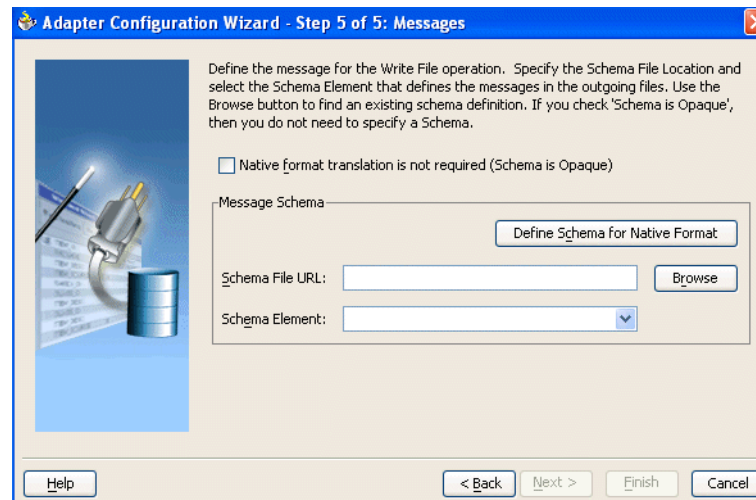 Adapter Configuration Wizard - Step 5 of 5: Messages
Define the message for the Write File operation. Specify the Schema File Location and
select the Schema Element that defines the messages in the outgoing files. Use the
Browse button to find an existing schema definition. If you check 'Schema is Opaque',
then you do not need to specify a Schema.
Native format translation is not required (Schema is Opaque)
Message Schema
Define Schema for Native Format
Schema File URL:
Browse
Schema Element:
Help
< Back
Next >
Finish
Cancel